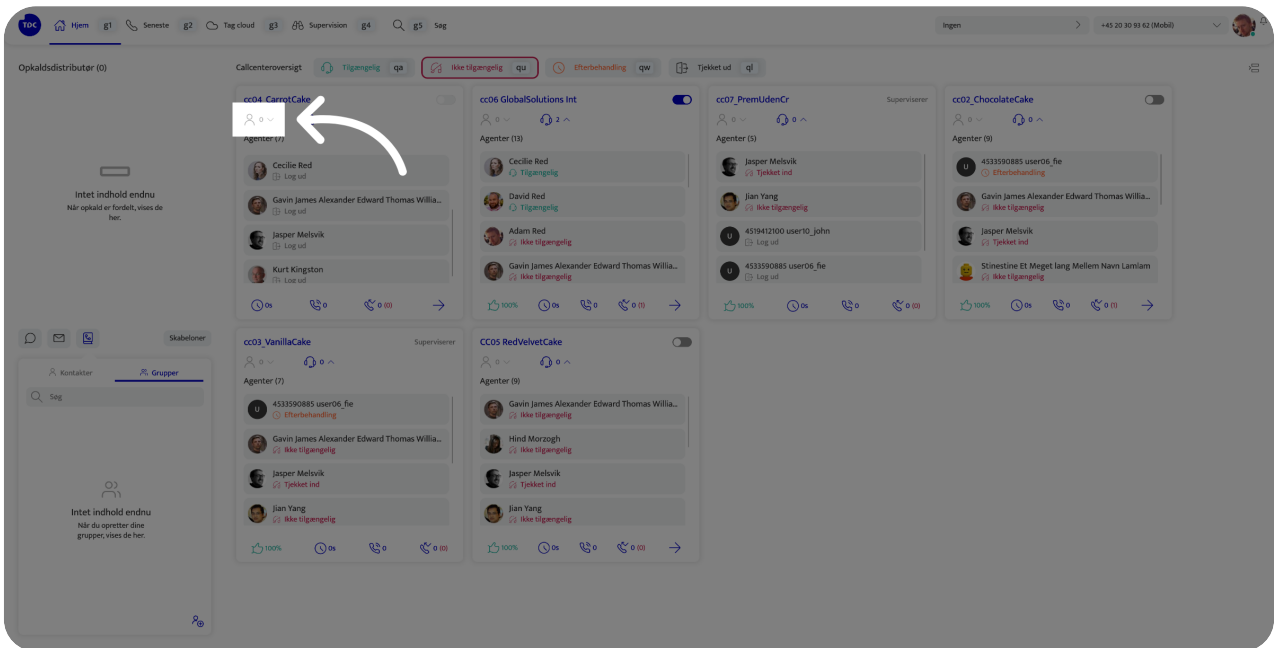 TDC Hjem g1 Seneste g2 Tag cloud g3 Supervision g4 g5 Søg Ingen +45 20 30 93 62 (Mobil)
Opkaldsdistributør (0)
Intet indhold endnu
Når opkald er fordelt, vises de
her.
Callcenteroversigt Tilgængelig qa Ikke tilgængelig qu Efterbehandling qw Tjekket ud ql
cc04_CarrotCake
0
Agenter (7)
Cecilie Red
Log ud
Gavin James Alexander Edward Thomas Willia...
Log ud
Jasper Melsvik
Log ud
Kurt Kingston
Log ud
0s 0 0 (0)
cc06 GlobalSolutions Int
0 2
Agenter (13)
Cecilie Red
Tilgængelig
David Red
Tilgængelig
Adam Red
Ikke tilgængelig
Gavin James Alexander Edward Thomas Willia...
Ikke tilgængelig
100% 0s 0 0 (1)
cc07_PremUdenCr Superviserer
0 0
Agenter (5)
Jasper Melsvik
Tjekket ind
Jian Yang
Ikke tilgængelig
U 4519412100 user10_john
Log ud
U 4533590885 user06_fie
Log ud
100% 0s 0 0 (0)
cc02_ChocolateCake
0 0
Agenter (9)
U 4533590885 user06_fie
Efterbehandling
Gavin James Alexander Edward Thomas Willia...
Ikke tilgængelig
Jasper Melsvik
Tjekket ind
Stinestine Et Meget lang Mellem Navn Lamiam
Ikke tilgængelig
100% 0s 0 0 (1)
Skabeloner
Kontakter Grupper
Søg
Intet indhold endnu
Når du opretter dine
grupper, vises de her.
cc03_VanillaCake Superviserer
0 0
Agenter (7)
U 4533590885 user06_fie
Efterbehandling
Gavin James Alexander Edward Thomas Willia...
Ikke tilgængelig
Jasper Melsvik
Tjekket ind
Jian Yang
Ikke tilgængelig
100% 0s 0 0 (0)
CC05 RedVelvetCake
0 0
Agenter (9)
Gavin James Alexander Edward Thomas Willia...
Ikke tilgængelig
Hind Morzogh
Ikke tilgængelig
Jasper Melsvik
Tjekket ind
Jian Yang
Ikke tilgængelig
100% 0s 0 0 (0)